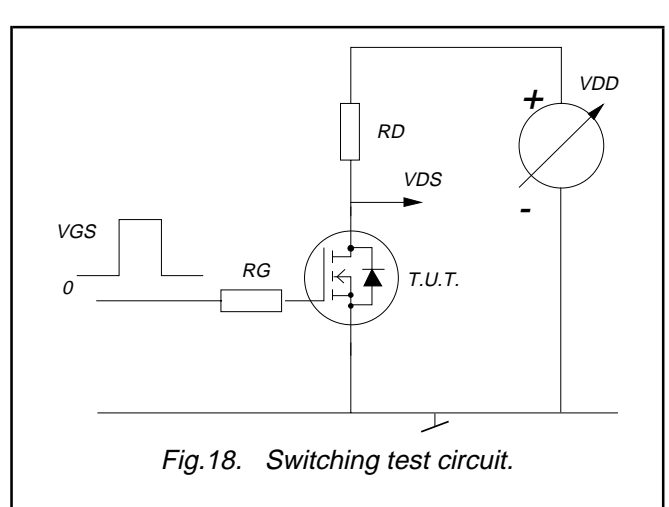 +
VDD
RD
VDS
-
VGS
RG
0
T.U.T.
Fig.18. Switching test circuit.